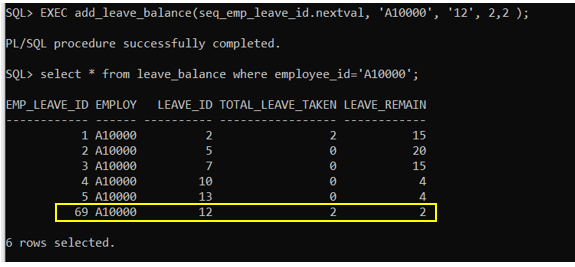 SQL> EXEC add_leave_balance(seq_emp_leave_id.nextval, 'A10000', '12', 2,2 );
PL/SQL procedure successfully completed.
SQL> select * from leave_balance where employee_id='A10000';
EMP_LEAVE_ID EMPLOY   LEAVE_ID TOTAL_LEAVE_TAKEN LEAVE_REMAIN
------------ ------ ---------- ----------------- ------------
1 A10000          2                 2           15
2 A10000          5                 0           20
3 A10000          7                 0           15
4 A10000         10                 0            4
5 A10000         13                 0            4
69 A10000         12                 2            2
6 rows selected.